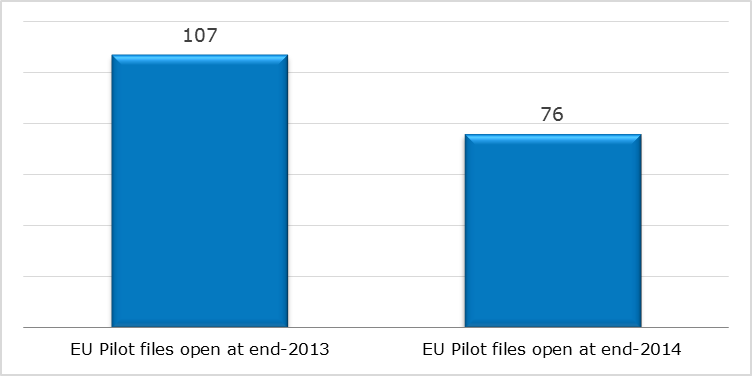 107
76
EU Pilot files open at end-2013
EU Pilot files open at end-2014